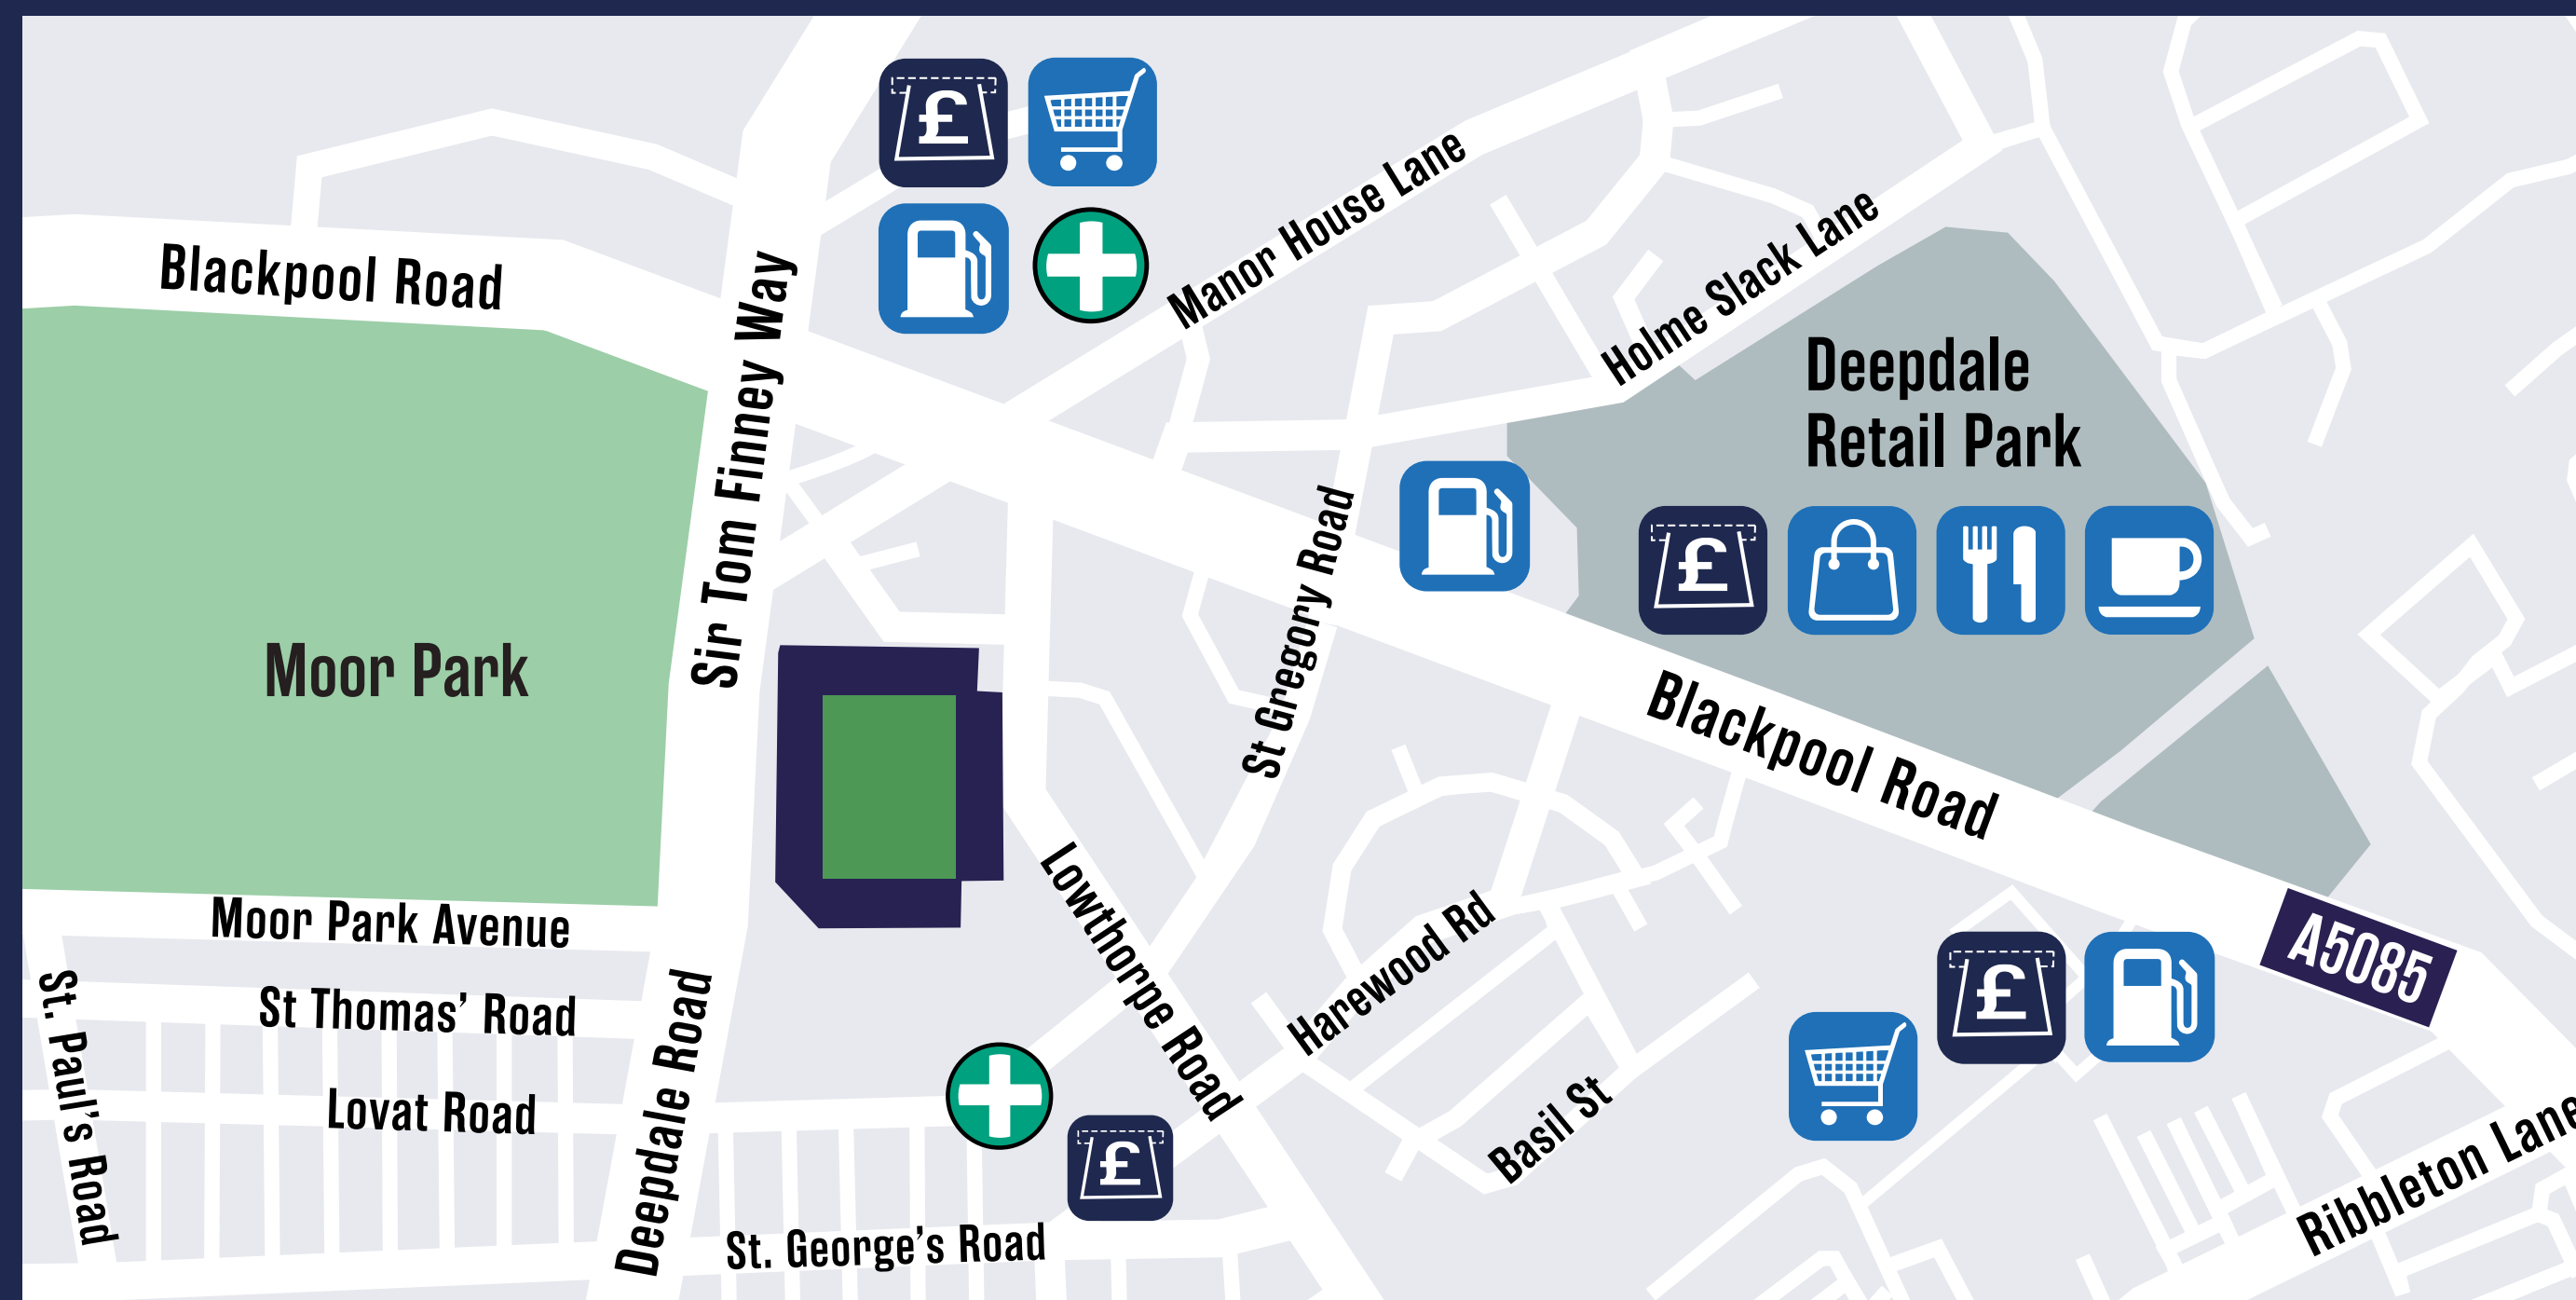 £
Manor House Lane
Holme Slack Lane
Blackpool Road
Sir Tom Finney Way
Deepdale
Retail Park
£
St Gregory Road
Moor Park
Blackpool Road
Moor Park Avenue
Lowthorpe Road
Harewood Rd
A5085
£
St. Paul's Road
St Thomas' Road
Deepdale Road
Lovat Road
Basil St
£
Ribbleton Lane
St. George's Road